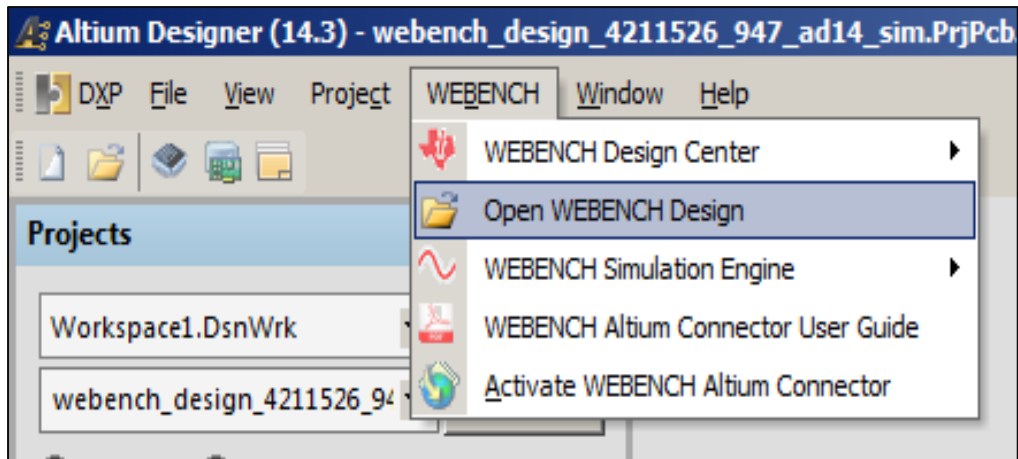 Altium Designer (14.3) - webench_design_4211526_947_ad14_sim.PrjPcb.
DXP File View Project WEBENCH Window Help
WEBENCH Design Center
Open WEBENCH Design
Projects
WEBENCH Simulation Engine
Workspace1.DsnWrk
WEBENCH Altium Connector User Guide
webench_design_4211526_94
Activate WEBENCH Altium Connector